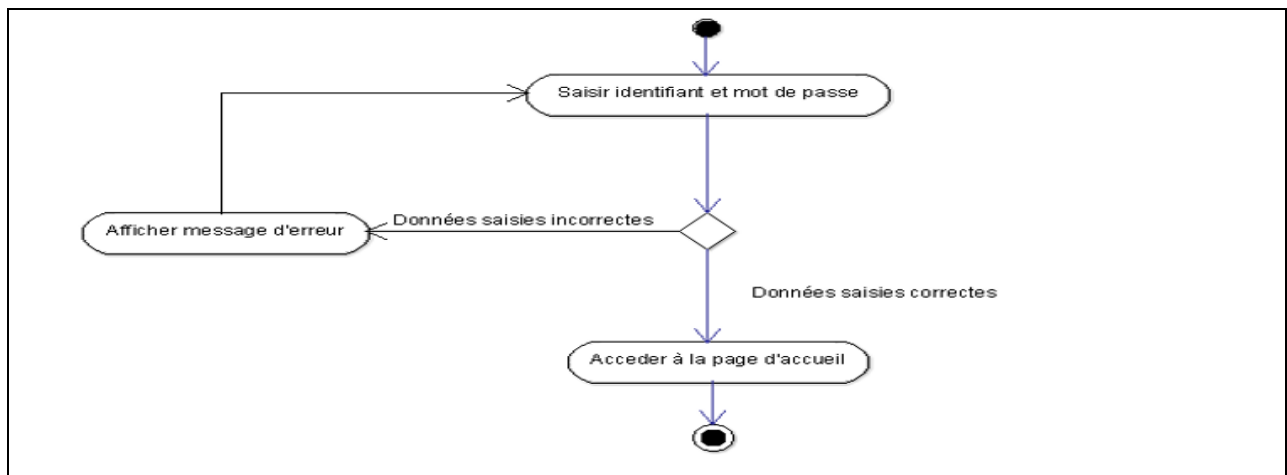 Saisir identifiant et mot de passe
Données saisies incorrectes
Afficher message d'erreur
Données saisies correctes
Acceder à la page d'accueil